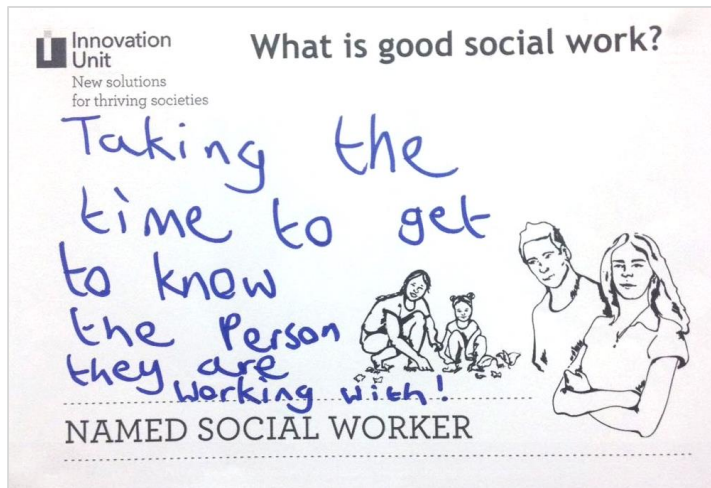 Innovation
Unit
New solutions
for thriving societies
What is good social work?
Taking the
time to get
to know
the Person
they are
working with!
NAMED SOCIAL WORKER